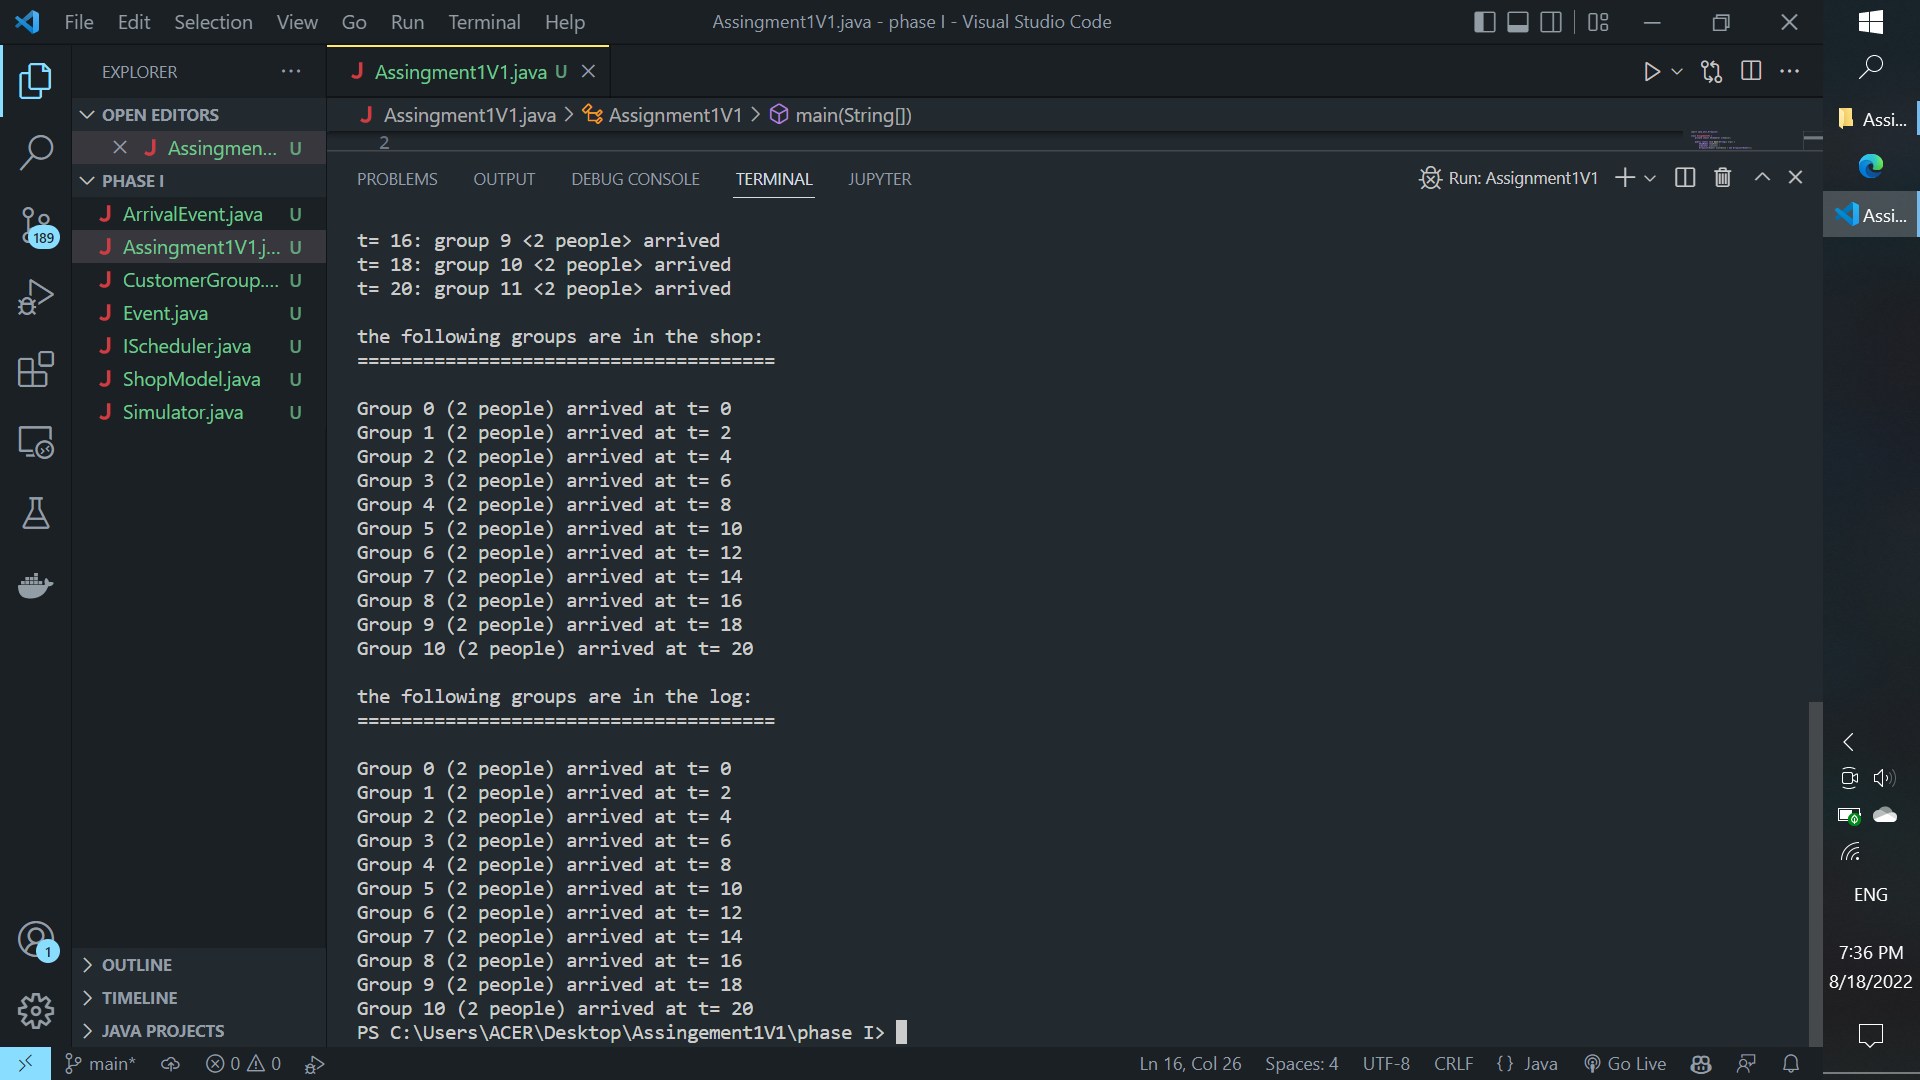 File Edit Selection View Go Run Terminal Help
Assingment1V1.java - phase I - Visual Studio Code
EXPLORER
OPEN EDITORS
Assingmen... U
PHASE I
ArrivalEvent.java U
Assingment1V1.j... U
CustomerGroup.... U
Event.java U
IScheduler.java U
ShopModel.java U
Simulator.java U
OUTLINE
TIMELINE
JAVA PROJECTS
189
1
Assingment1V1.java U
Assingment1V1.java > Assignment1V1 > main(String[])
2
PROBLEMS OUTPUT DEBUG CONSOLE TERMINAL JUPYTER
Run: Assignment1V1
t= 16: group 9 <2 people> arrived
t= 18: group 10 <2 people> arrived
t= 20: group 11 <2 people> arrived
the following groups are in the shop:
======================================
Group 0 (2 people) arrived at t= 0
Group 1 (2 people) arrived at t= 2
Group 2 (2 people) arrived at t= 4
Group 3 (2 people) arrived at t= 6
Group 4 (2 people) arrived at t= 8
Group 5 (2 people) arrived at t= 10
Group 6 (2 people) arrived at t= 12
Group 7 (2 people) arrived at t= 14
Group 8 (2 people) arrived at t= 16
Group 9 (2 people) arrived at t= 18
Group 10 (2 people) arrived at t= 20
the following groups are in the log:
======================================
Group 0 (2 people) arrived at t= 0
Group 1 (2 people) arrived at t= 2
Group 2 (2 people) arrived at t= 4
Group 3 (2 people) arrived at t= 6
Group 4 (2 people) arrived at t= 8
Group 5 (2 people) arrived at t= 10
Group 6 (2 people) arrived at t= 12
Group 7 (2 people) arrived at t= 14
Group 8 (2 people) arrived at t= 16
Group 9 (2 people) arrived at t= 18
Group 10 (2 people) arrived at t= 20
PS C:\Users\ACER\Desktop\Assingement1V1\phase I>
main* 0 0
Ln 16, Col 26 Spaces: 4 UTF-8 CRLF {} Java Go Live
Assi...
Assi...
ENG
7:36 PM
8/18/2022